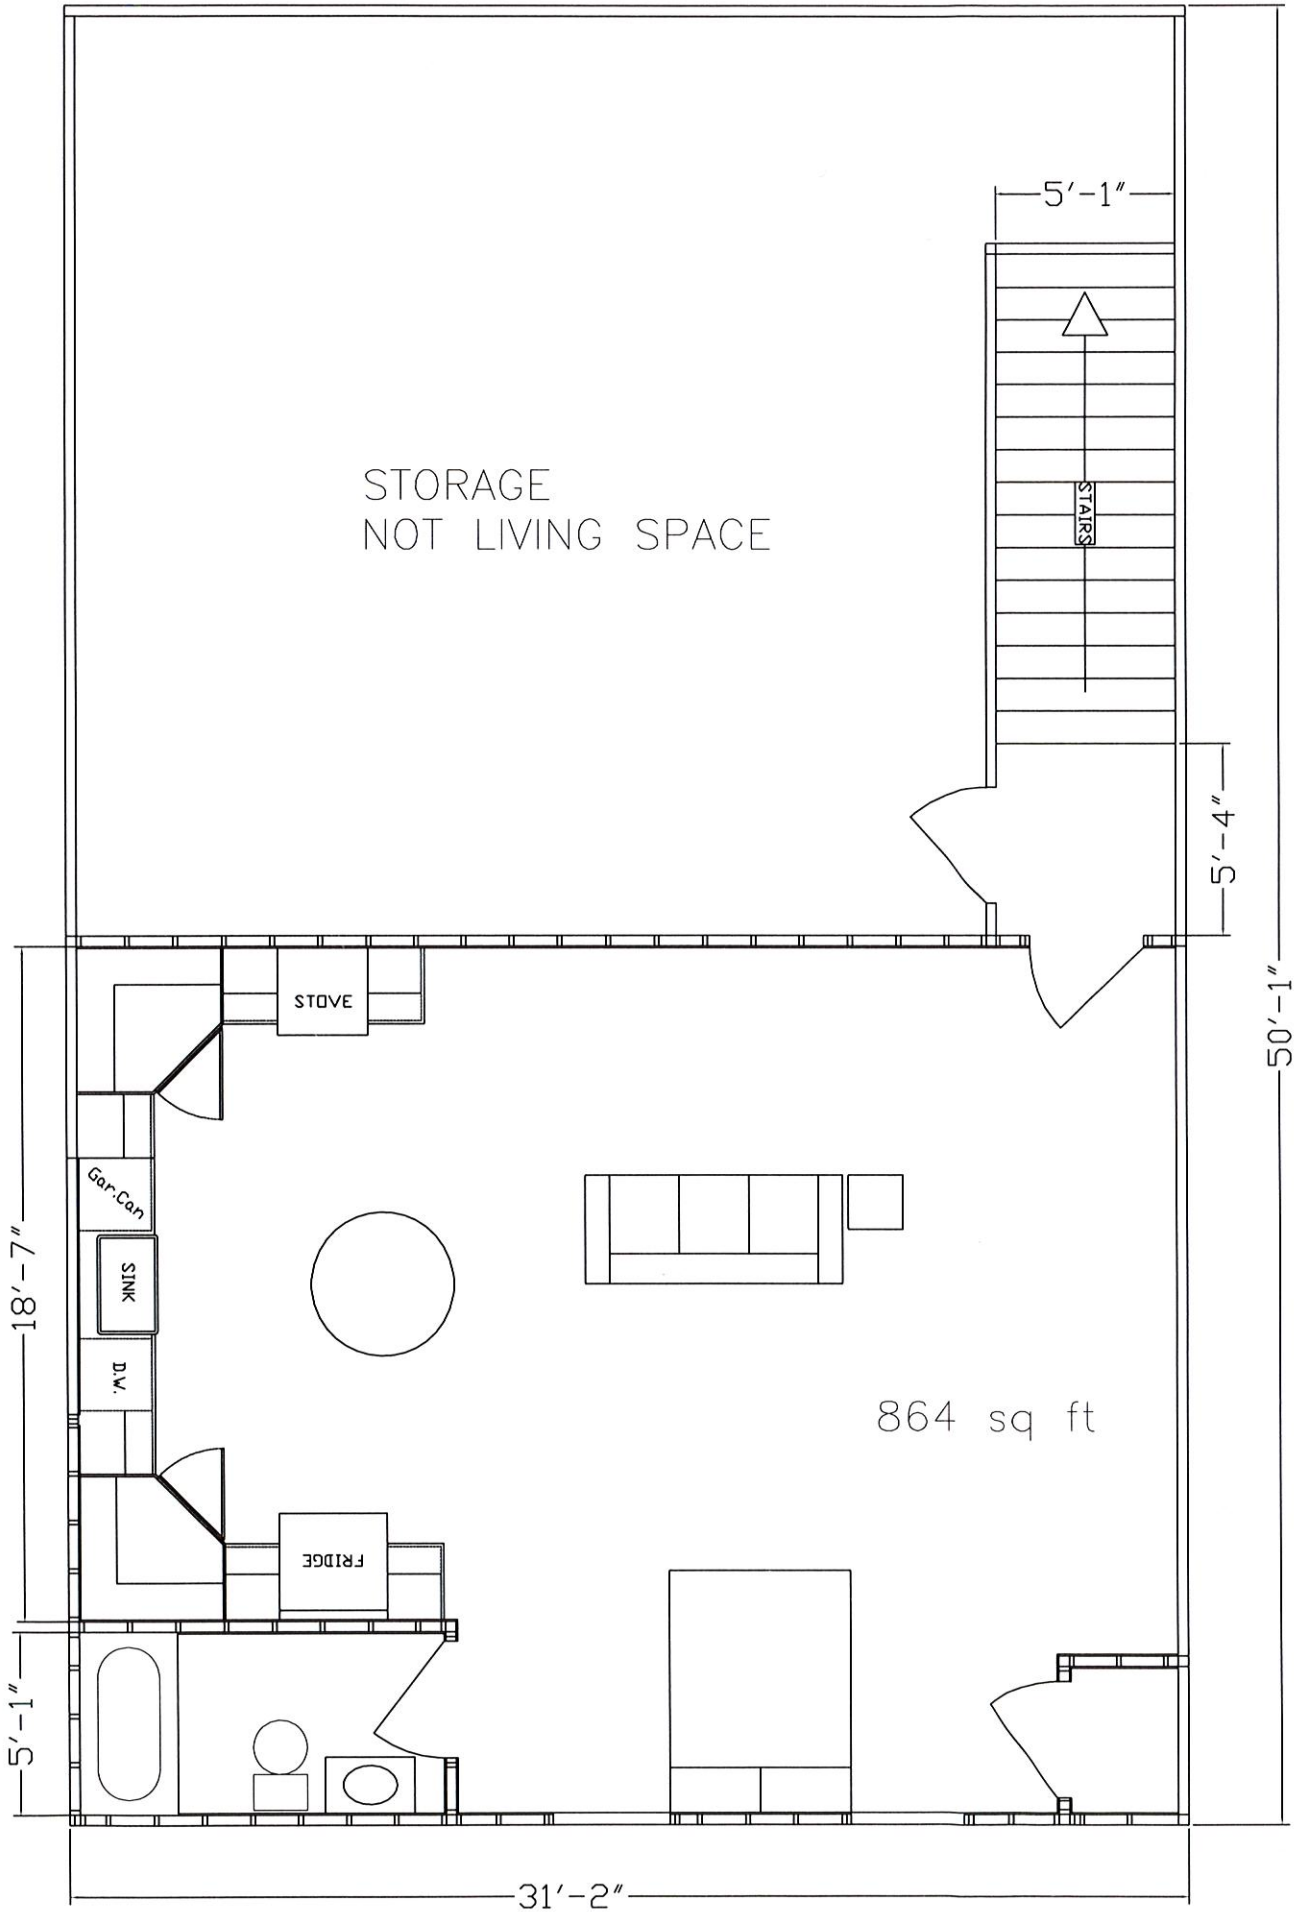 5'-1"
STORAGE
NOT LIVING SPACE
STAIRS
5'-4"
50'-1"
STOVE
Gar.Can
SINK
D.W.
18'-7"
864 sq ft
FRIDGE
5'-1"
31'-2"